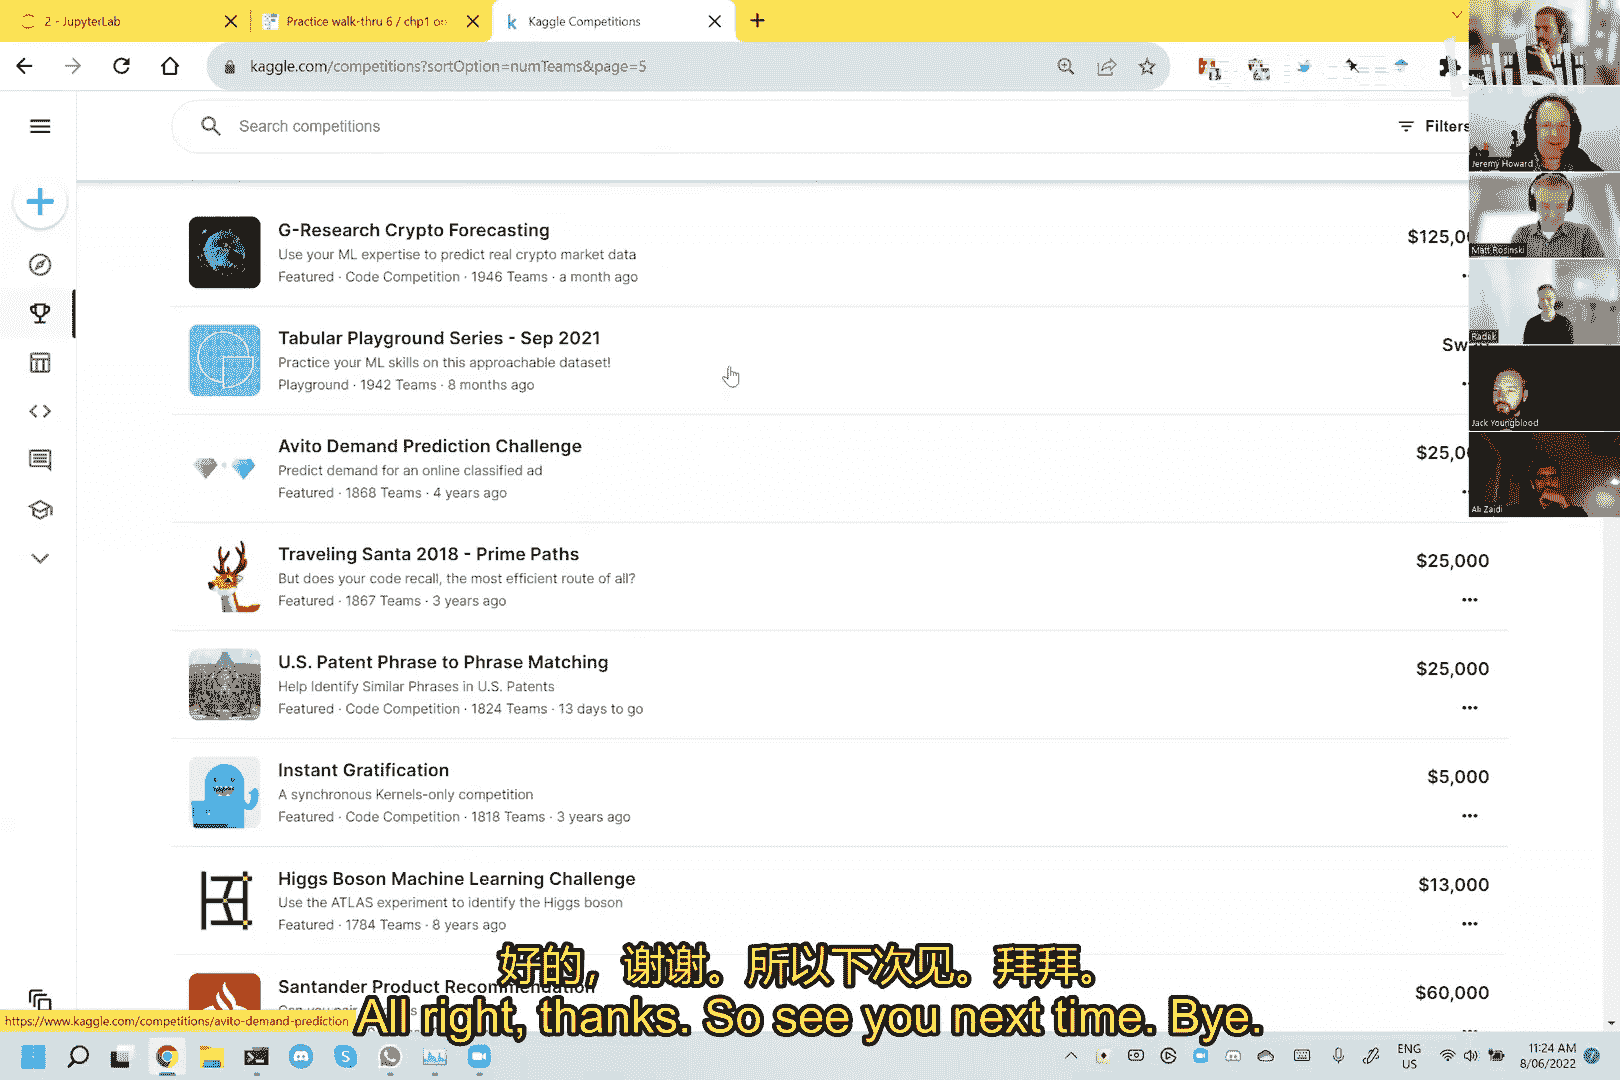 2 - JupyterLab
Practice walk-thru 6 / chp1 o
Kaggle Competitions
kaggle.com/competitions?sortOption=numTeams&page=5
Search competitions
Filters
G-Research Crypto Forecasting
Use your ML expertise to predict real crypto market data
Featured · Code Competition · 1946 Teams · a month ago
$125,0
Tabular Playground Series - Sep 2021
Practice your ML skills on this approachable dataset!
Playground · 1942 Teams · 8 months ago
Sw
Avito Demand Prediction Challenge
Predict demand for an online classified ad
Featured · 1868 Teams · 4 years ago
$25,0
Traveling Santa 2018 - Prime Paths
But does your code recall, the most efficient route of all?
Featured · 1867 Teams · 3 years ago
$25,000
U.S. Patent Phrase to Phrase Matching
Help Identify Similar Phrases in U.S. Patents
Featured · Code Competition · 1824 Teams · 13 days to go
$25,000
Instant Gratification
A synchronous Kernels-only competition
Featured · Code Competition · 1818 Teams · 3 years ago
$5,000
Higgs Boson Machine Learning Challenge
Use the ATLAS experiment to identify the Higgs boson
Featured · 1784 Teams · 8 years ago
$13,000
Santander Product Recommendation
$60,000
Jeremy Howard
Matt Rosinski
Radek
Jack Youngblood
Ali Zaidi
好的，谢谢。所以下次见。拜拜。
All right, thanks. So see you next time. Bye.
https://www.kaggle.com/competitions/avito-demand-prediction
ENG
US
11:24 AM
8/06/2022